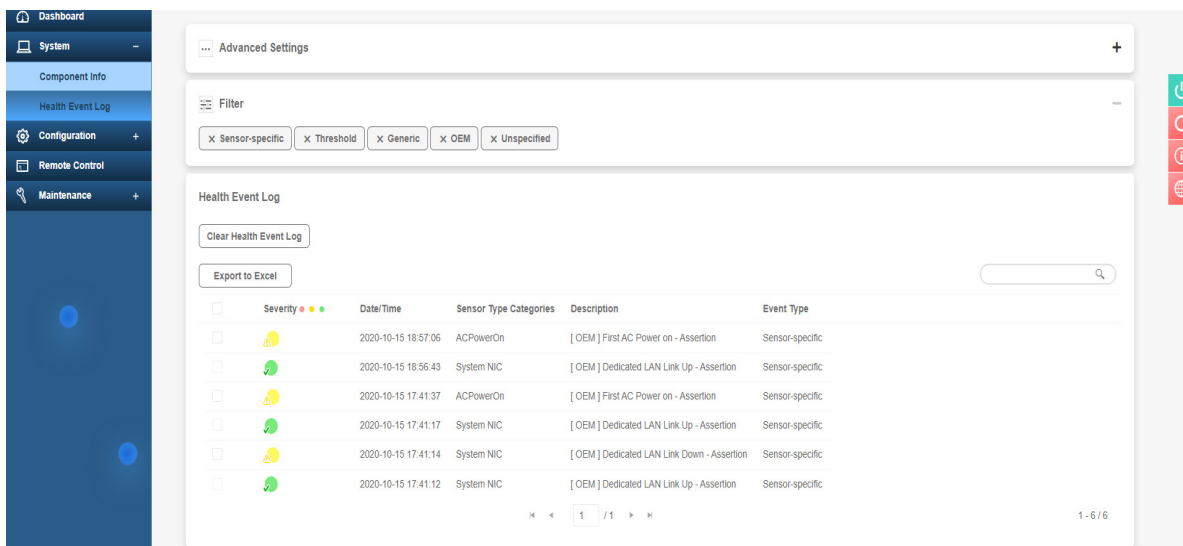 Dashboard
System −
Component Info
Health Event Log
Configuration +
Remote Control
Maintenance +
Advanced Settings +
Filter −
X Sensor-specific X Threshold X Generic X OEM X Unspecified
Health Event Log
Clear Health Event Log
Export to Excel
Severity Date/Time Sensor Type Categories Description Event Type
2020-10-15 18:57:06 ACPowerOn [ OEM ] First AC Power on - Assertion Sensor-specific
2020-10-15 18:56:43 System NIC [ OEM ] Dedicated LAN Link Up - Assertion Sensor-specific
2020-10-15 17:41:37 ACPowerOn [ OEM ] First AC Power on - Assertion Sensor-specific
2020-10-15 17:41:17 System NIC [ OEM ] Dedicated LAN Link Up - Assertion Sensor-specific
2020-10-15 17:41:14 System NIC [ OEM ] Dedicated LAN Link Down - Assertion Sensor-specific
2020-10-15 17:41:12 System NIC [ OEM ] Dedicated LAN Link Up - Assertion Sensor-specific
1 / 1 1 - 6 / 6